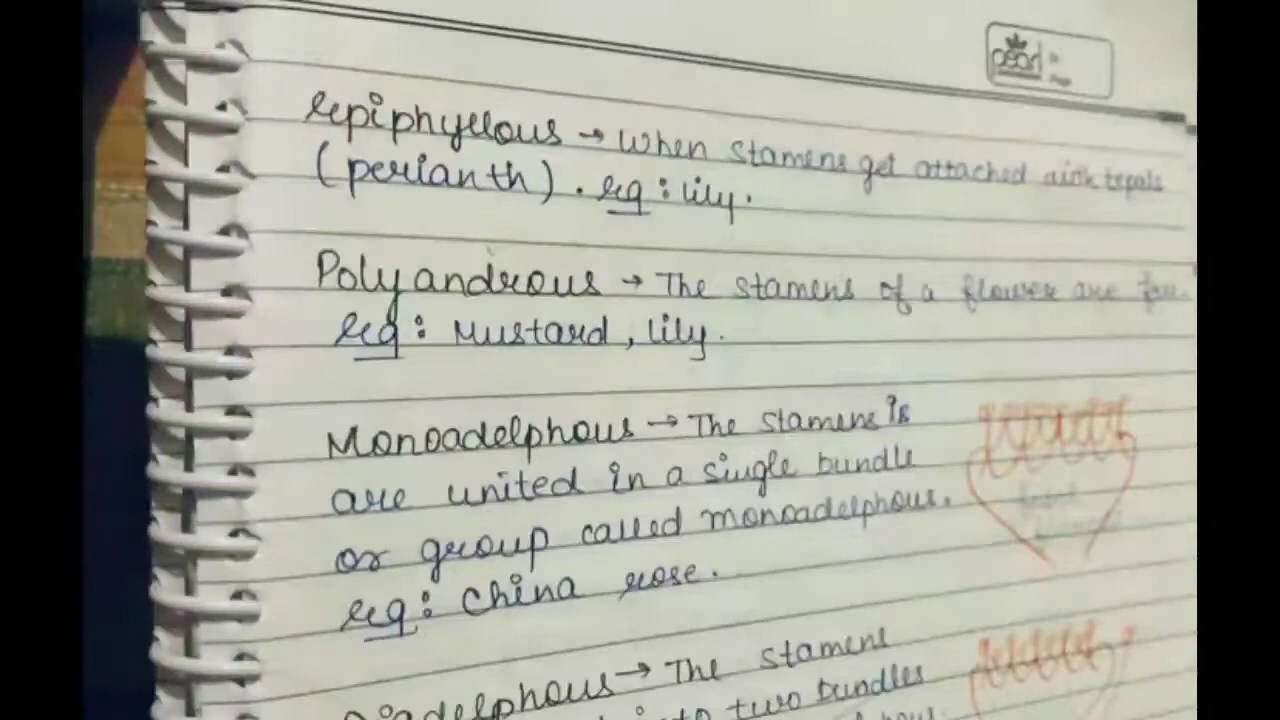 pearl
epiphyllous → When stamens get attached with tepals
(perianth). eg: lily.
Polyandrous → The stamens of a flower are free.
eg: Mustard, lily.
Monoadelphous → The stamens is
are united in a single bundle
or group called monoadelphous.
eg: China rose.
→ The stamens
into two bundles